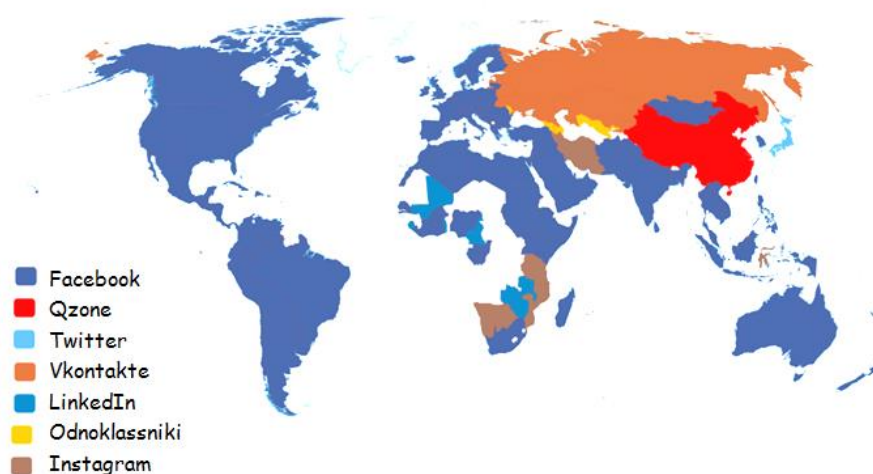 Facebook
Qzone
Twitter
Vkontakte
LinkedIn
Odnoklassniki
Instagram